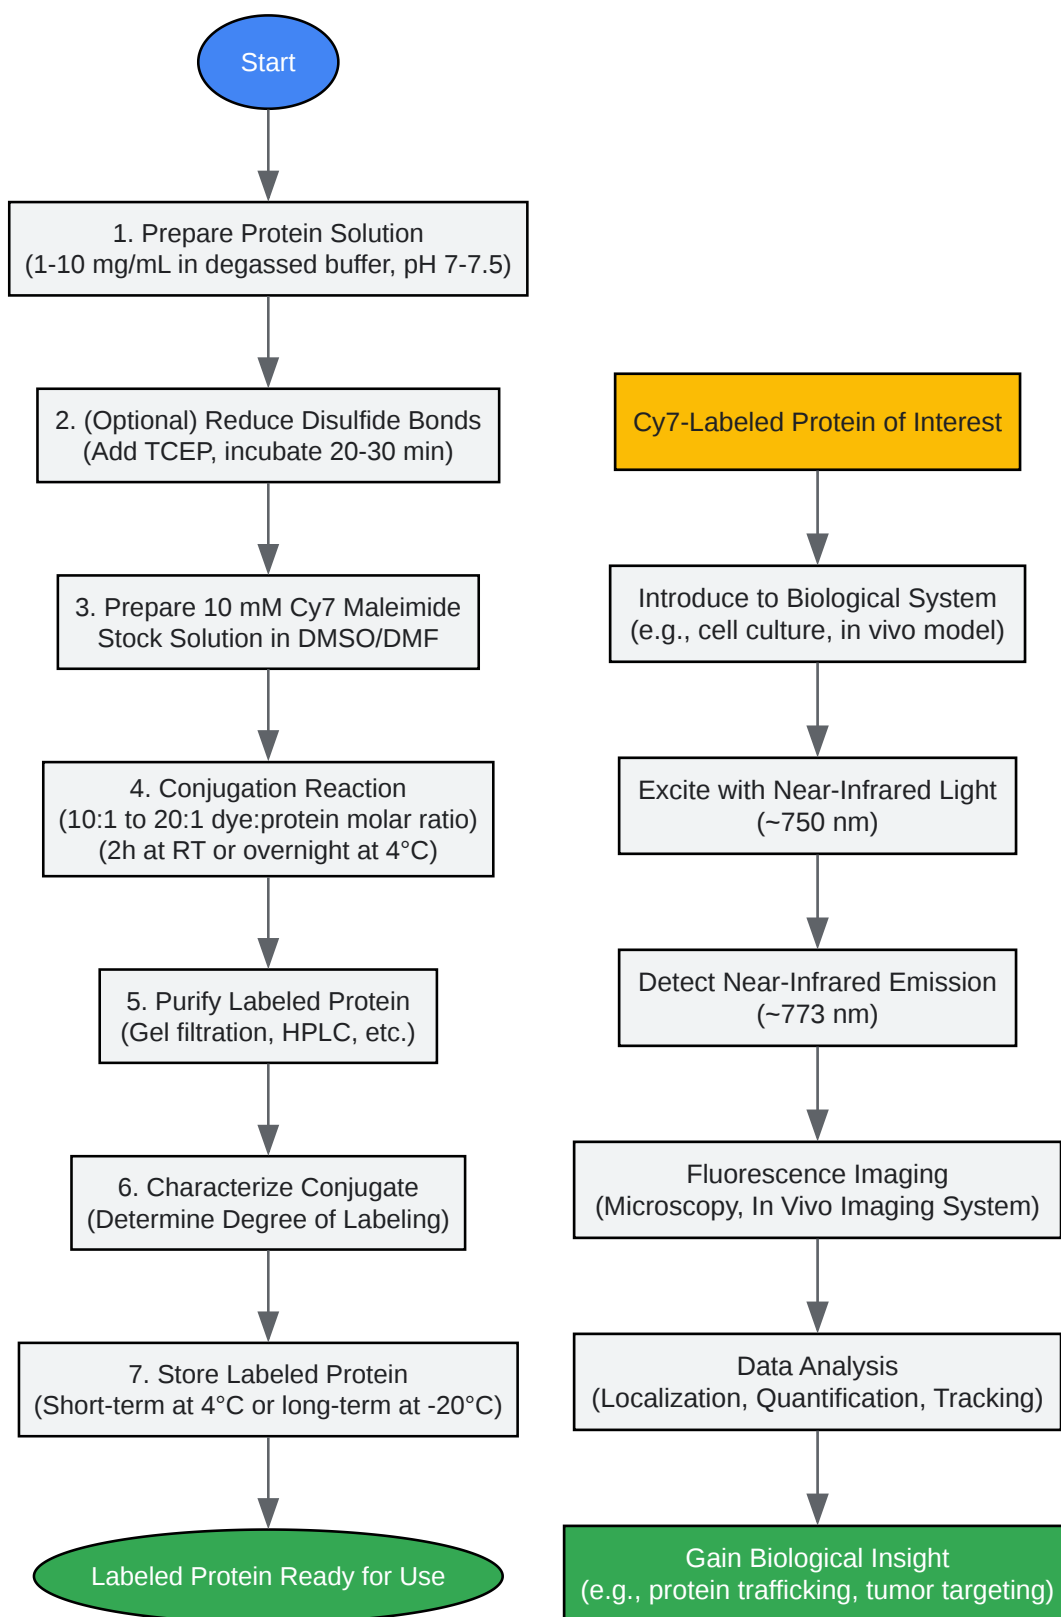 Start
1. Prepare Protein Solution
(1-10 mg/mL in degassed buffer, pH 7-7.5)
2. (Optional) Reduce Disulfide Bonds
(Add TCEP, incubate 20-30 min)
3. Prepare 10 mM Cy7 Maleimide
Stock Solution in DMSO/DMF
4. Conjugation Reaction
(10:1 to 20:1 dye:protein molar ratio)
(2h at RT or overnight at 4°C)
5. Purify Labeled Protein
(Gel filtration, HPLC, etc.)
6. Characterize Conjugate
(Determine Degree of Labeling)
7. Store Labeled Protein
(Short-term at 4°C or long-term at -20°C)
Labeled Protein Ready for Use
Cy7-Labeled Protein of Interest
Introduce to Biological System
(e.g., cell culture, in vivo model)
Excite with Near-Infrared Light
(~750 nm)
Detect Near-Infrared Emission
(~773 nm)
Fluorescence Imaging
(Microscopy, In Vivo Imaging System)
Data Analysis
(Localization, Quantification, Tracking)
Gain Biological Insight
(e.g., protein trafficking, tumor targeting)